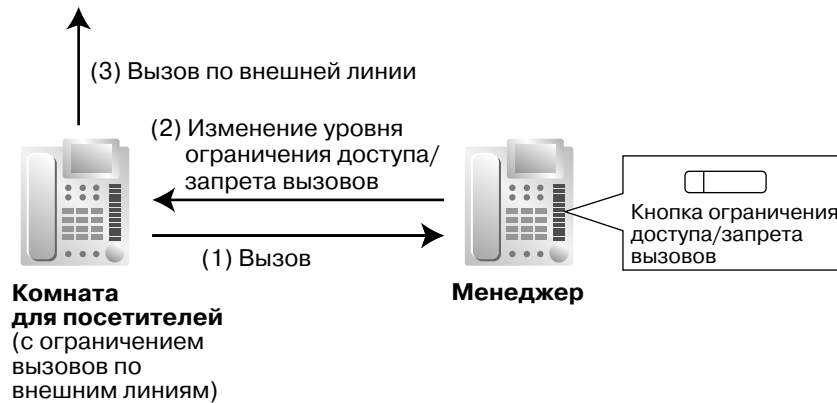 (3) Вызов по внешней линии
(2) Изменение уровня
ограничения доступа/
запрета вызовов
(1) Вызов
Кнопка ограничения
доступа/запрета
вызовов
Комната
для посетителей
(с ограничением
вызовов по
внешним линиям)
Менеджер